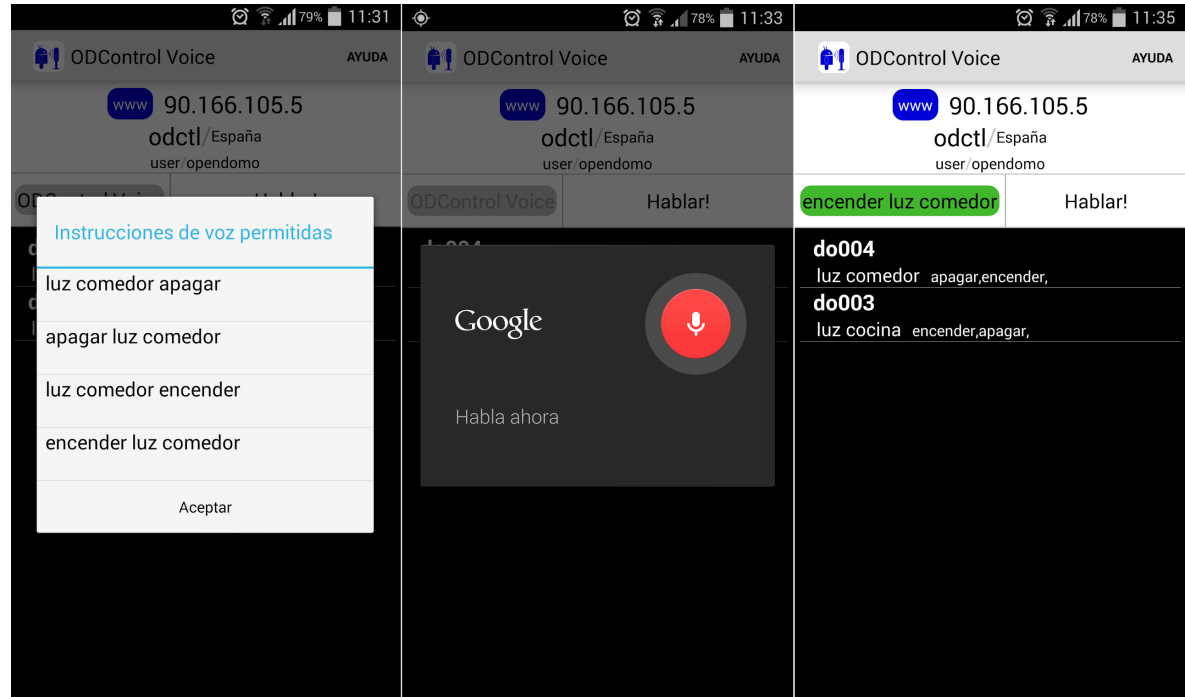 79% 11:31
ODControl Voice AYUDA
www 90.166.105.5
odctl/España
user/opendomo
Instrucciones de voz permitidas
luz comedor apagar
apagar luz comedor
luz comedor encender
encender luz comedor
Aceptar
78% 11:33
ODControl Voice AYUDA
www 90.166.105.5
odctl/España
user/opendomo
ODControl Voice Hablar!
Google
Habla ahora
78% 11:35
ODControl Voice AYUDA
www 90.166.105.5
odctl/España
user/opendomo
encender luz comedor Hablar!
do004
luz comedor apagar,encender,
do003
luz cocina encender,apagar,